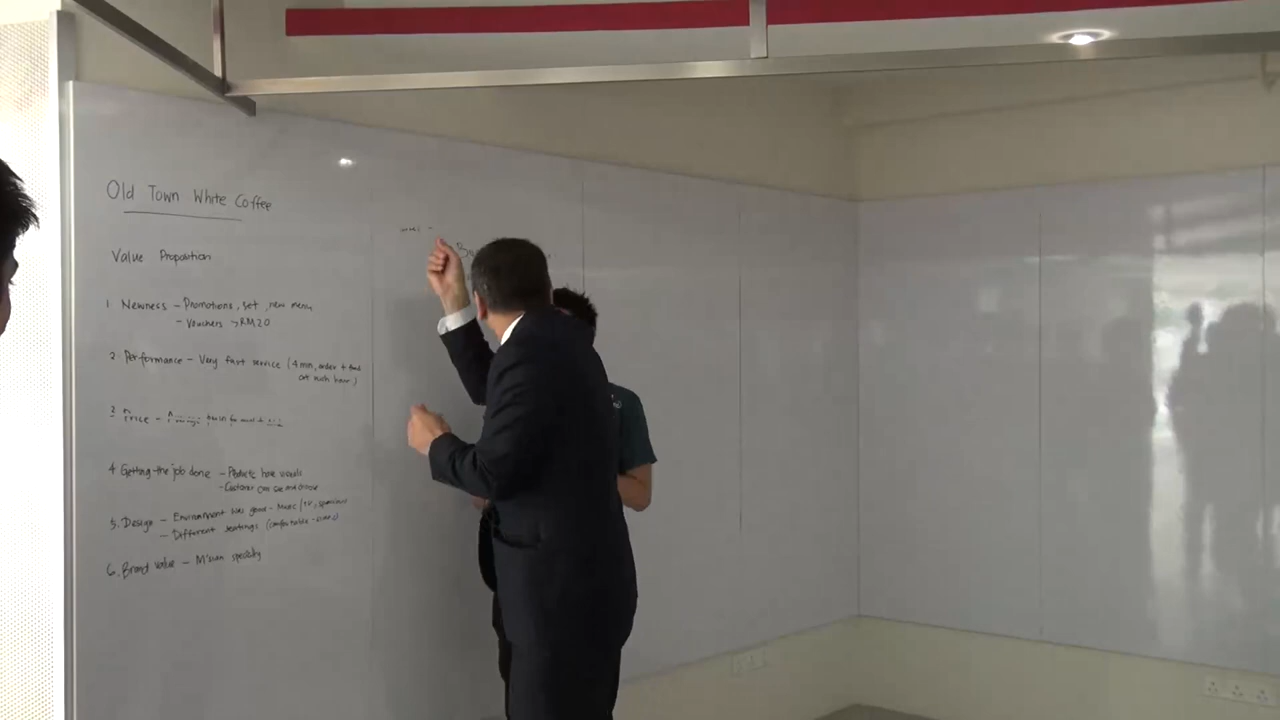 Old Town White Coffee
Value Proposition
1 Newness - Promotions, set, new menu
- Vouchers → RM20
2. Performance - Very fast service (4 min, order + food
at rush hour)
3 Price -
4 Getting the job done - Products have visuals
- Customer can see and choose
5. Design - Environment was good - Music / TV, spacious
- Different seatings (comfortable
6. Brand value - M'sian specialty